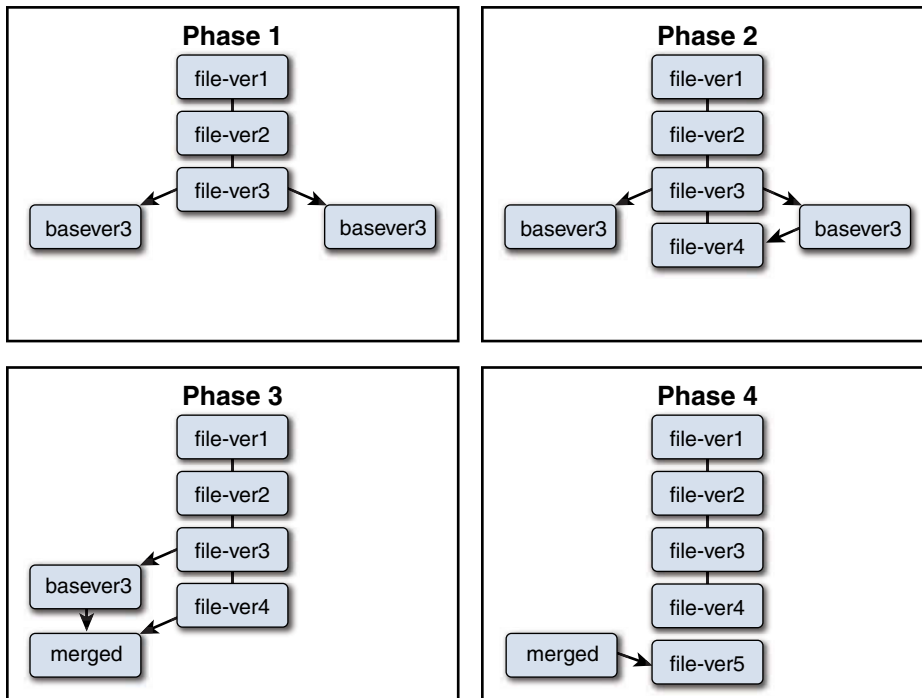 Phase 1
file-ver1
file-ver2
file-ver3
basever3
basever3
Phase 2
file-ver1
file-ver2
file-ver3
basever3
basever3
file-ver4
Phase 3
file-ver1
file-ver2
file-ver3
basever3
file-ver4
merged
Phase 4
file-ver1
file-ver2
file-ver3
file-ver4
merged
file-ver5